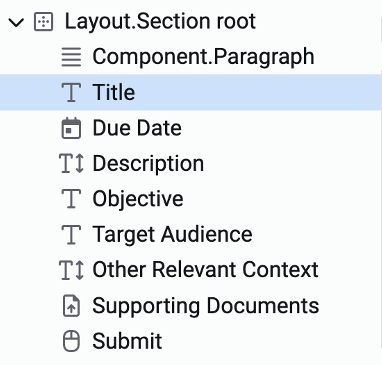 Layout.Section root
Component.Paragraph
Title
Due Date
Description
Objective
Target Audience
Other Relevant Context
Supporting Documents
Submit